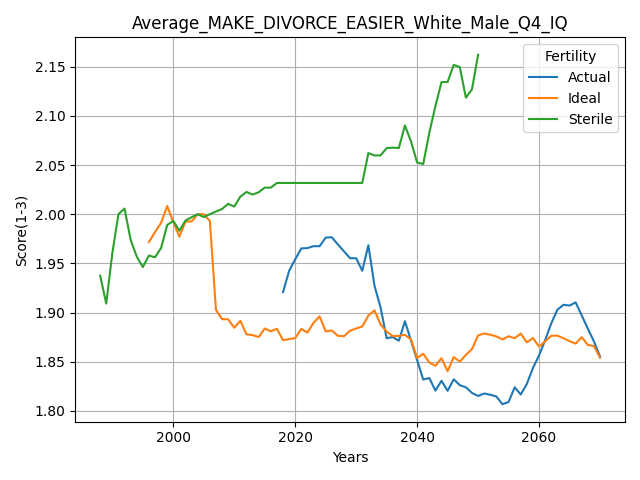 Average_MAKE_DIVORCE_EASIER_White_Male_Q4_IQ
Fertility
Actual
Ideal
Sterile
Score(1-3)
2.15
2.10
2.05
2.00
1.95
1.90
1.85
1.80
2000
2020
2040
2060
Years